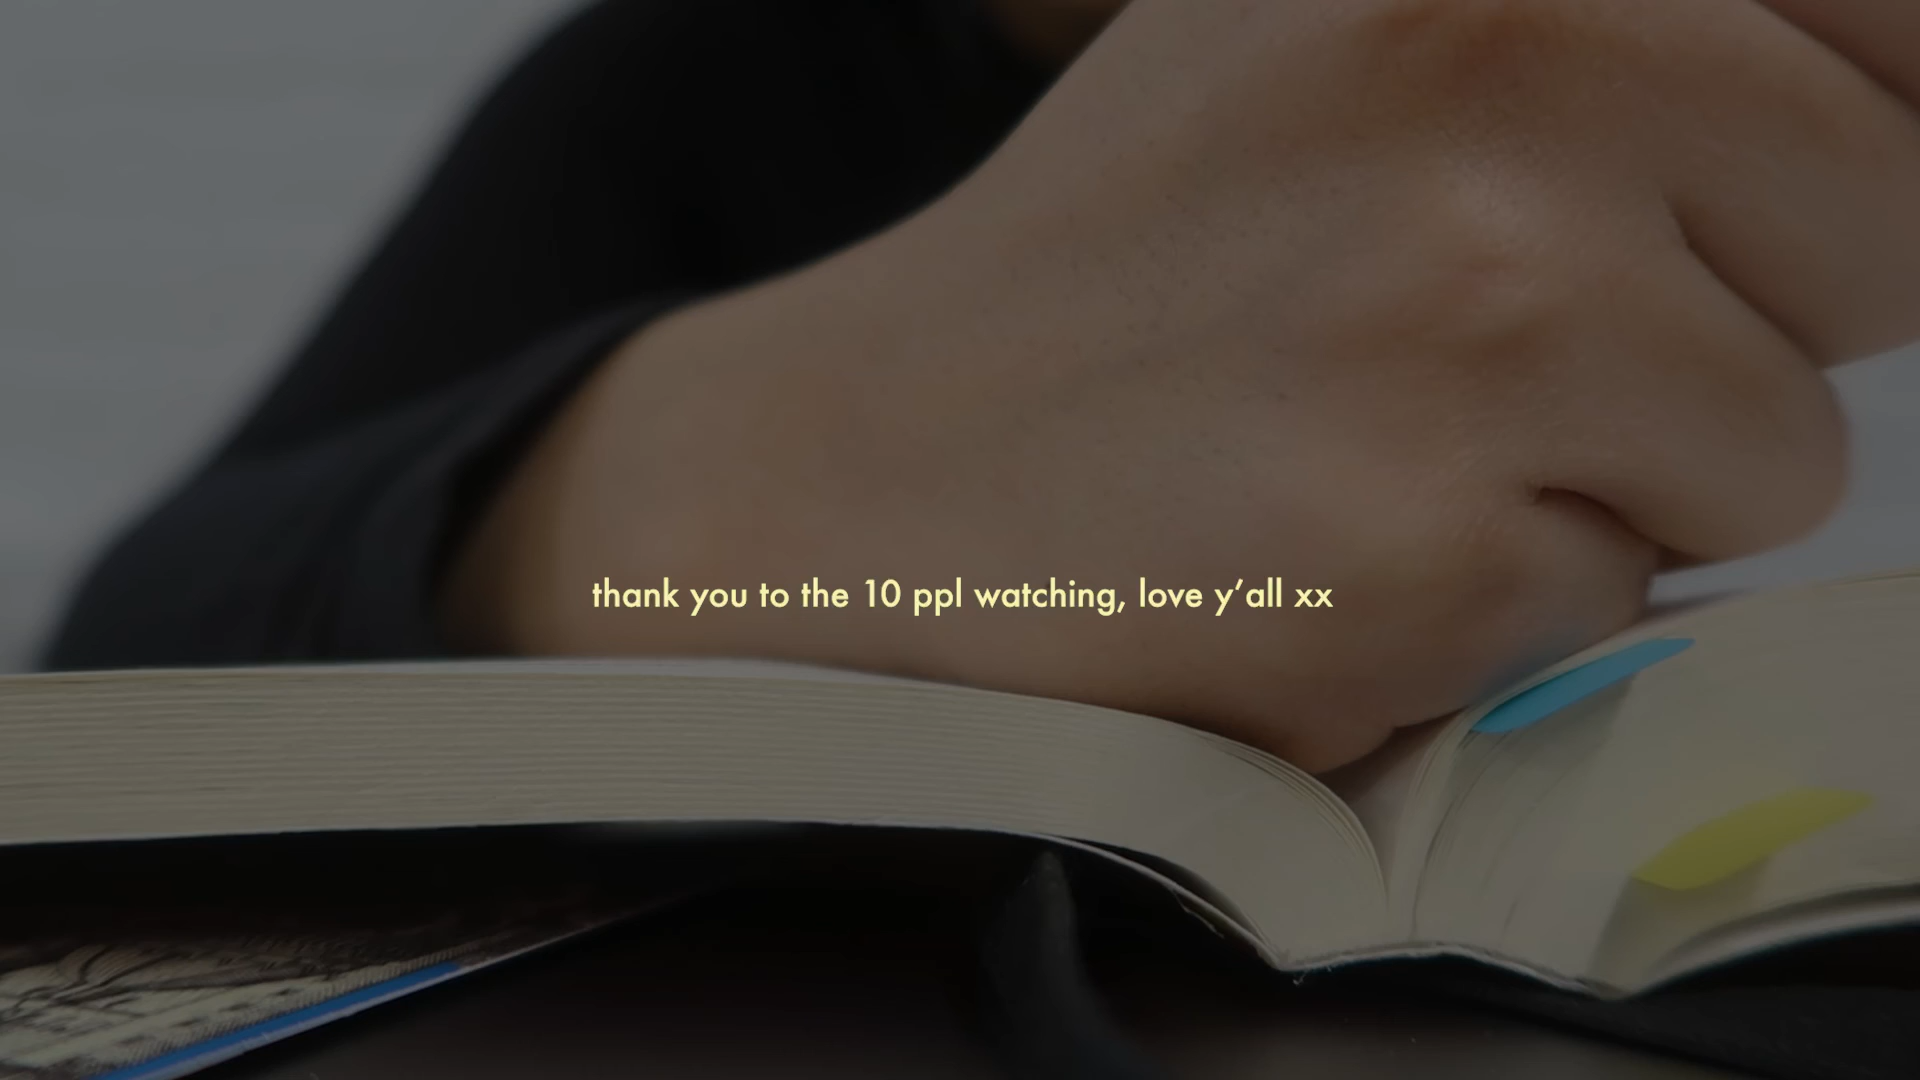 thank you to the 10 ppl watching, love y’all xx